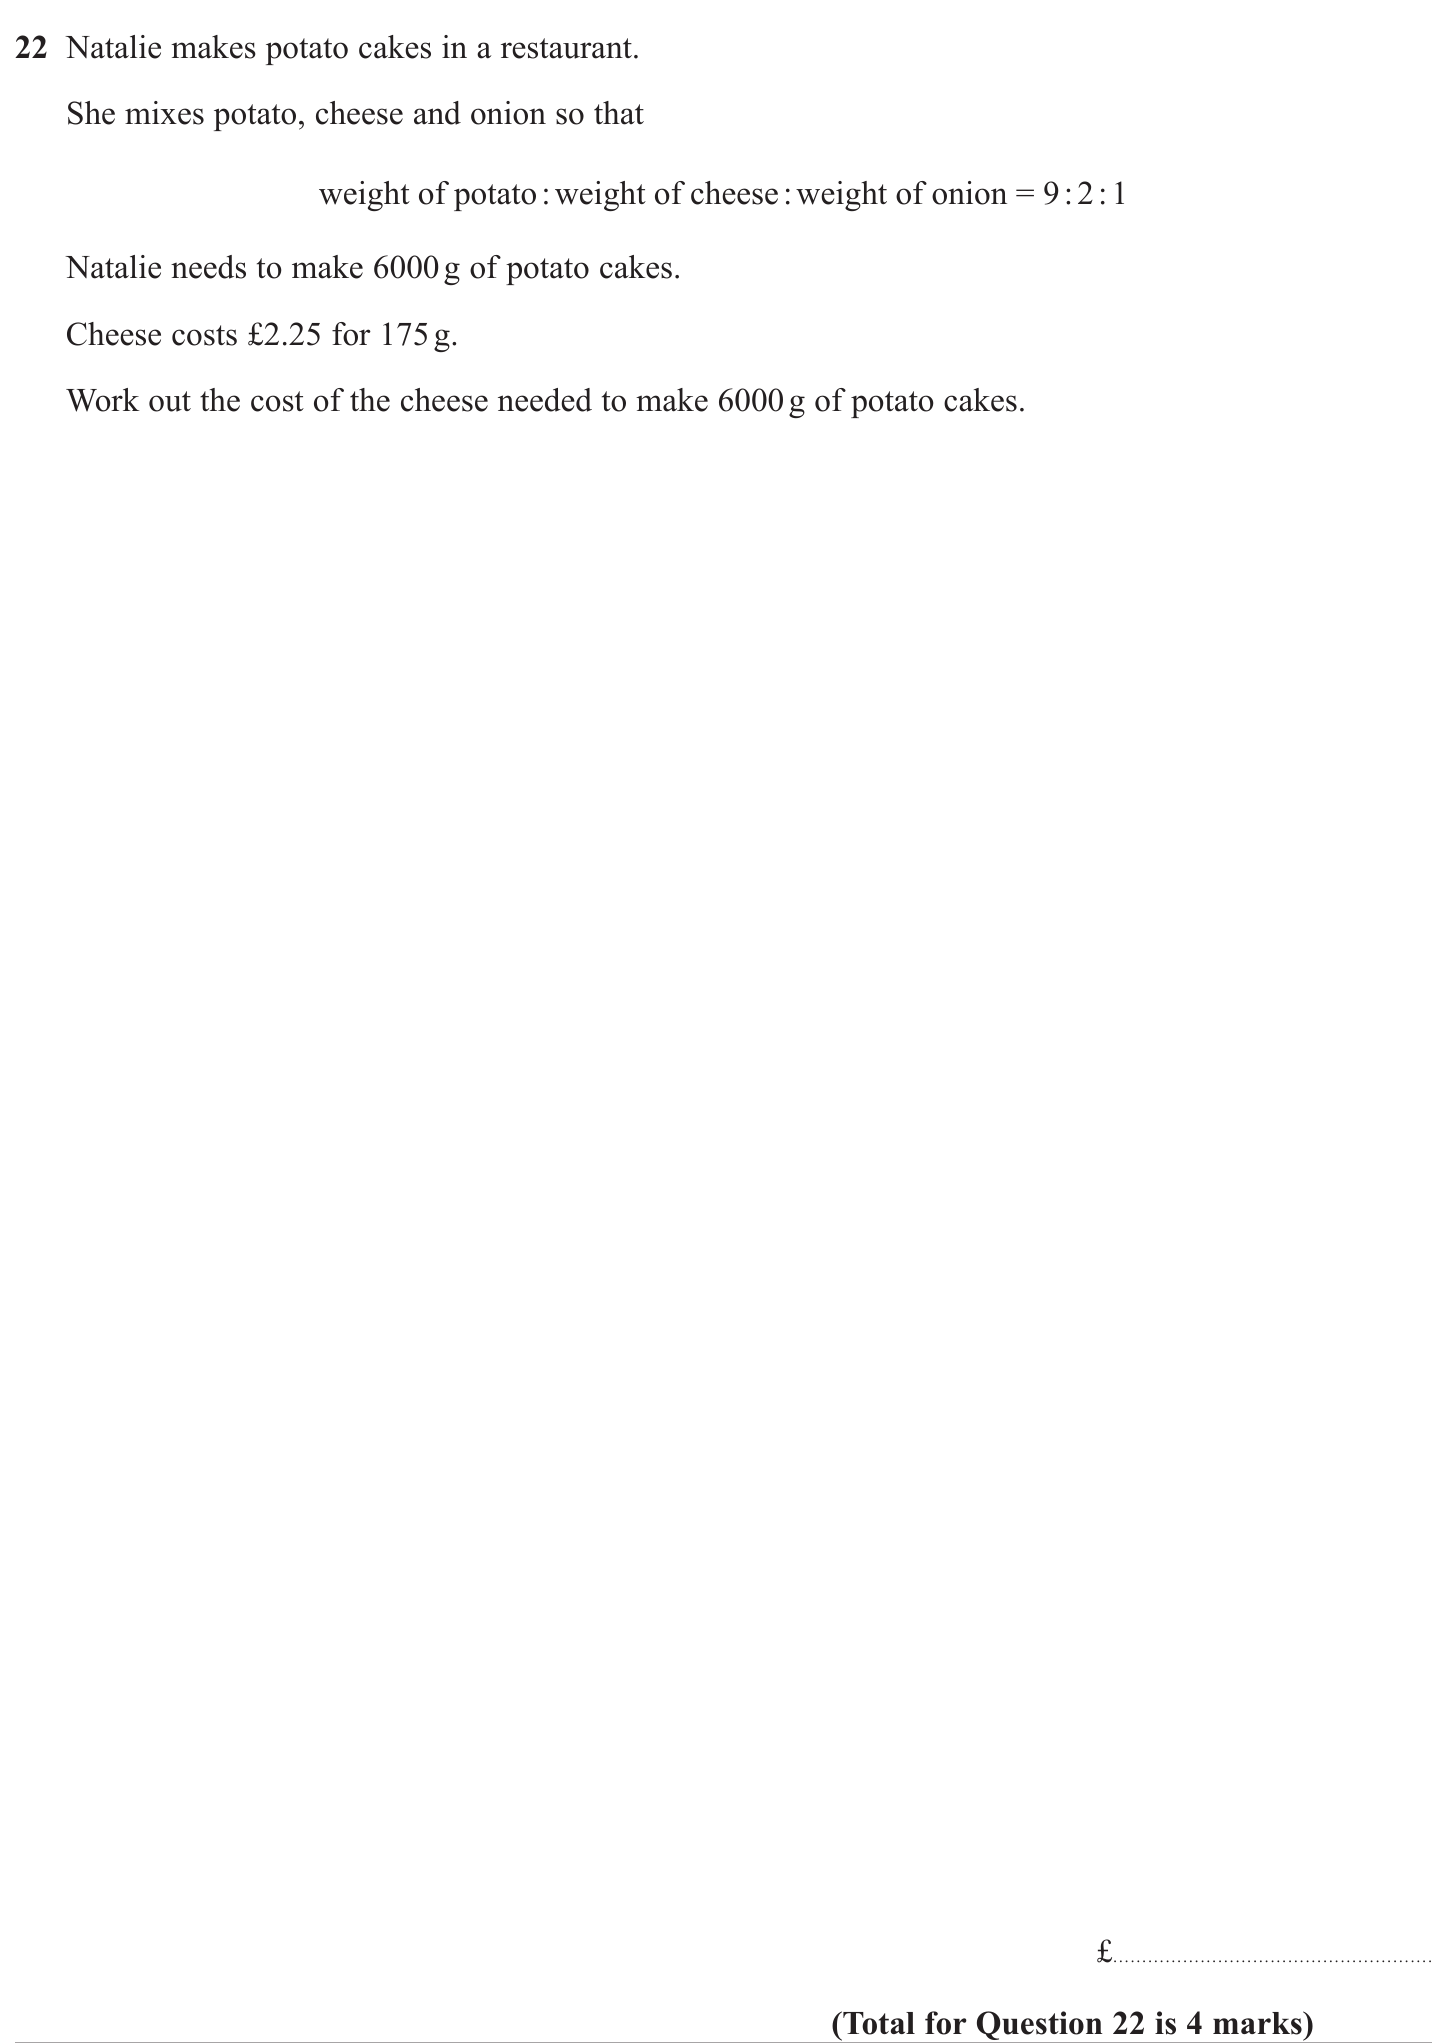 22 Natalie makes potato cakes in a restaurant.
She mixes potato, cheese and onion so that
weight of potato : weight of cheese : weight of onion = 9 : 2 : 1
Natalie needs to make 6000 g of potato cakes.
Cheese costs £2.25 for 175 g.
Work out the cost of the cheese needed to make 6000 g of potato cakes.
£......................................................
(Total for Question 22 is 4 marks)